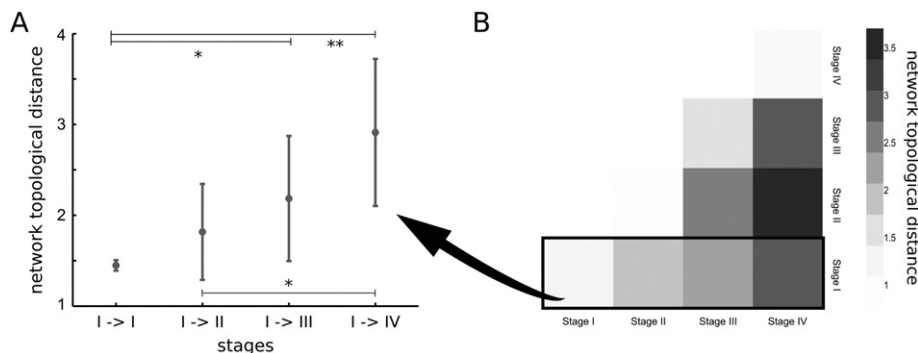 A
network topological distance
4
3
2
1
*
**
*
I -> I I -> II I -> III I -> IV
stages
B
Stage IV
Stage III
Stage II
Stage I
Stage I Stage II Stage III Stage IV
3.5
3
2.5
2
1.5
1
network topological distance